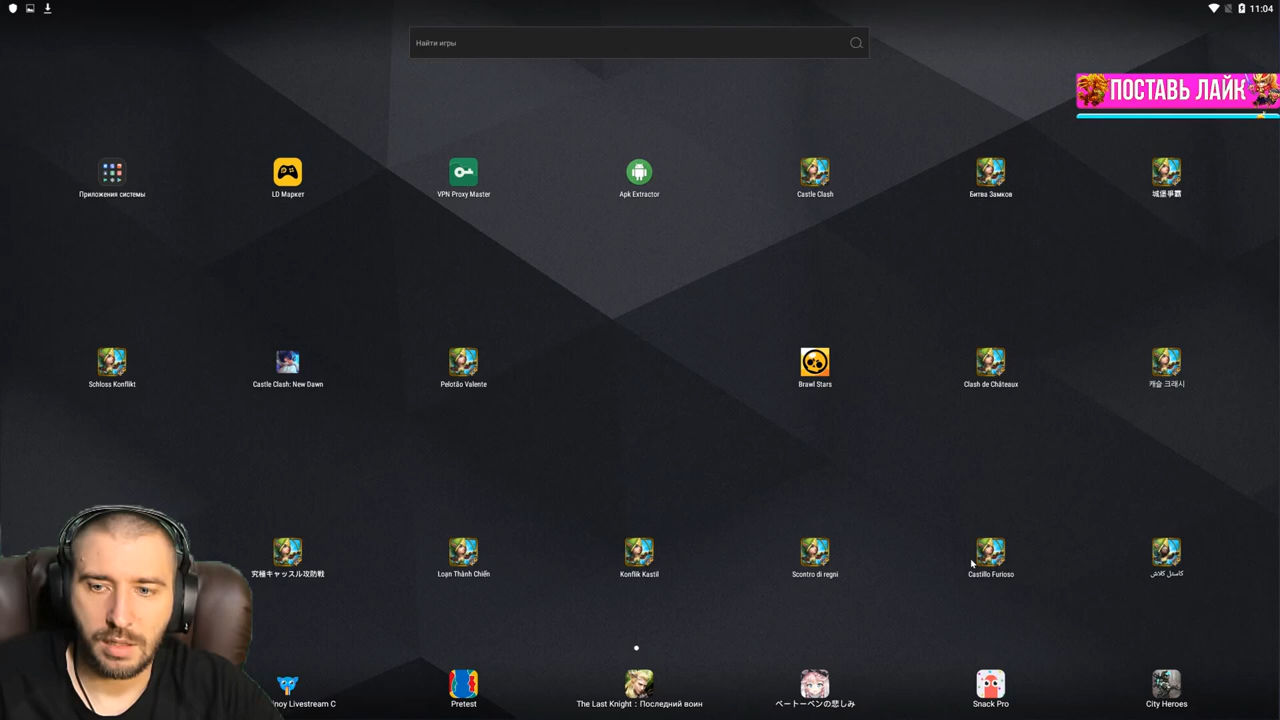 11:04
Найти игры
ПОСТАВЬ ЛАЙК
Приложения системы
LD Маркет
VPN Proxy Master
Apk Extractor
Castle Clash
Битва Замков
城堡爭霸
Schloss Konflikt
Castle Clash: New Dawn
Pelotão Valente
Brawl Stars
Clash de Châteaux
캐슬 크래시
究極キャッスル攻防戦
Loạn Thành Chiến
Konflik Kastil
Scontro di regni
Castillo Furioso
كاستل كلاش
noy Livestream C
Pretest
The Last Knight : Последний воин
ベートーベンの悲しみ
Snack Pro
City Heroes